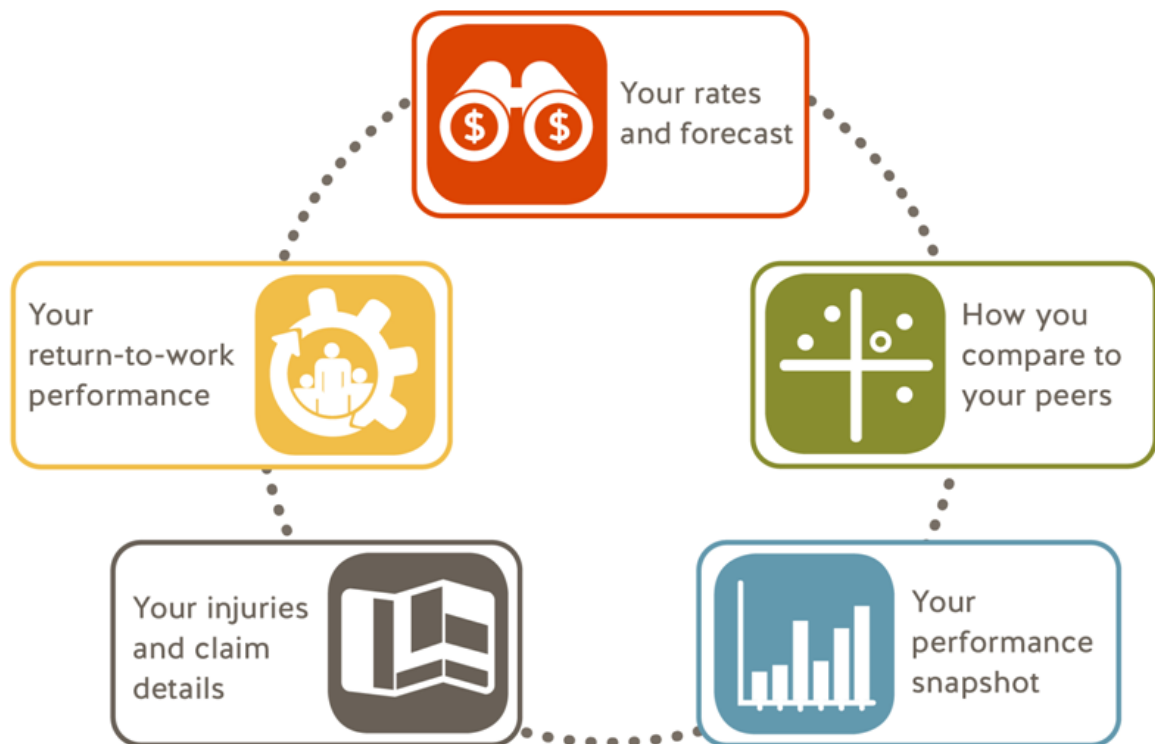 Your rates
and forecast
$ $
How you
compare to
your peers
Your
return-to-work
performance
Your injuries
and claim
details
Your
performance
snapshot